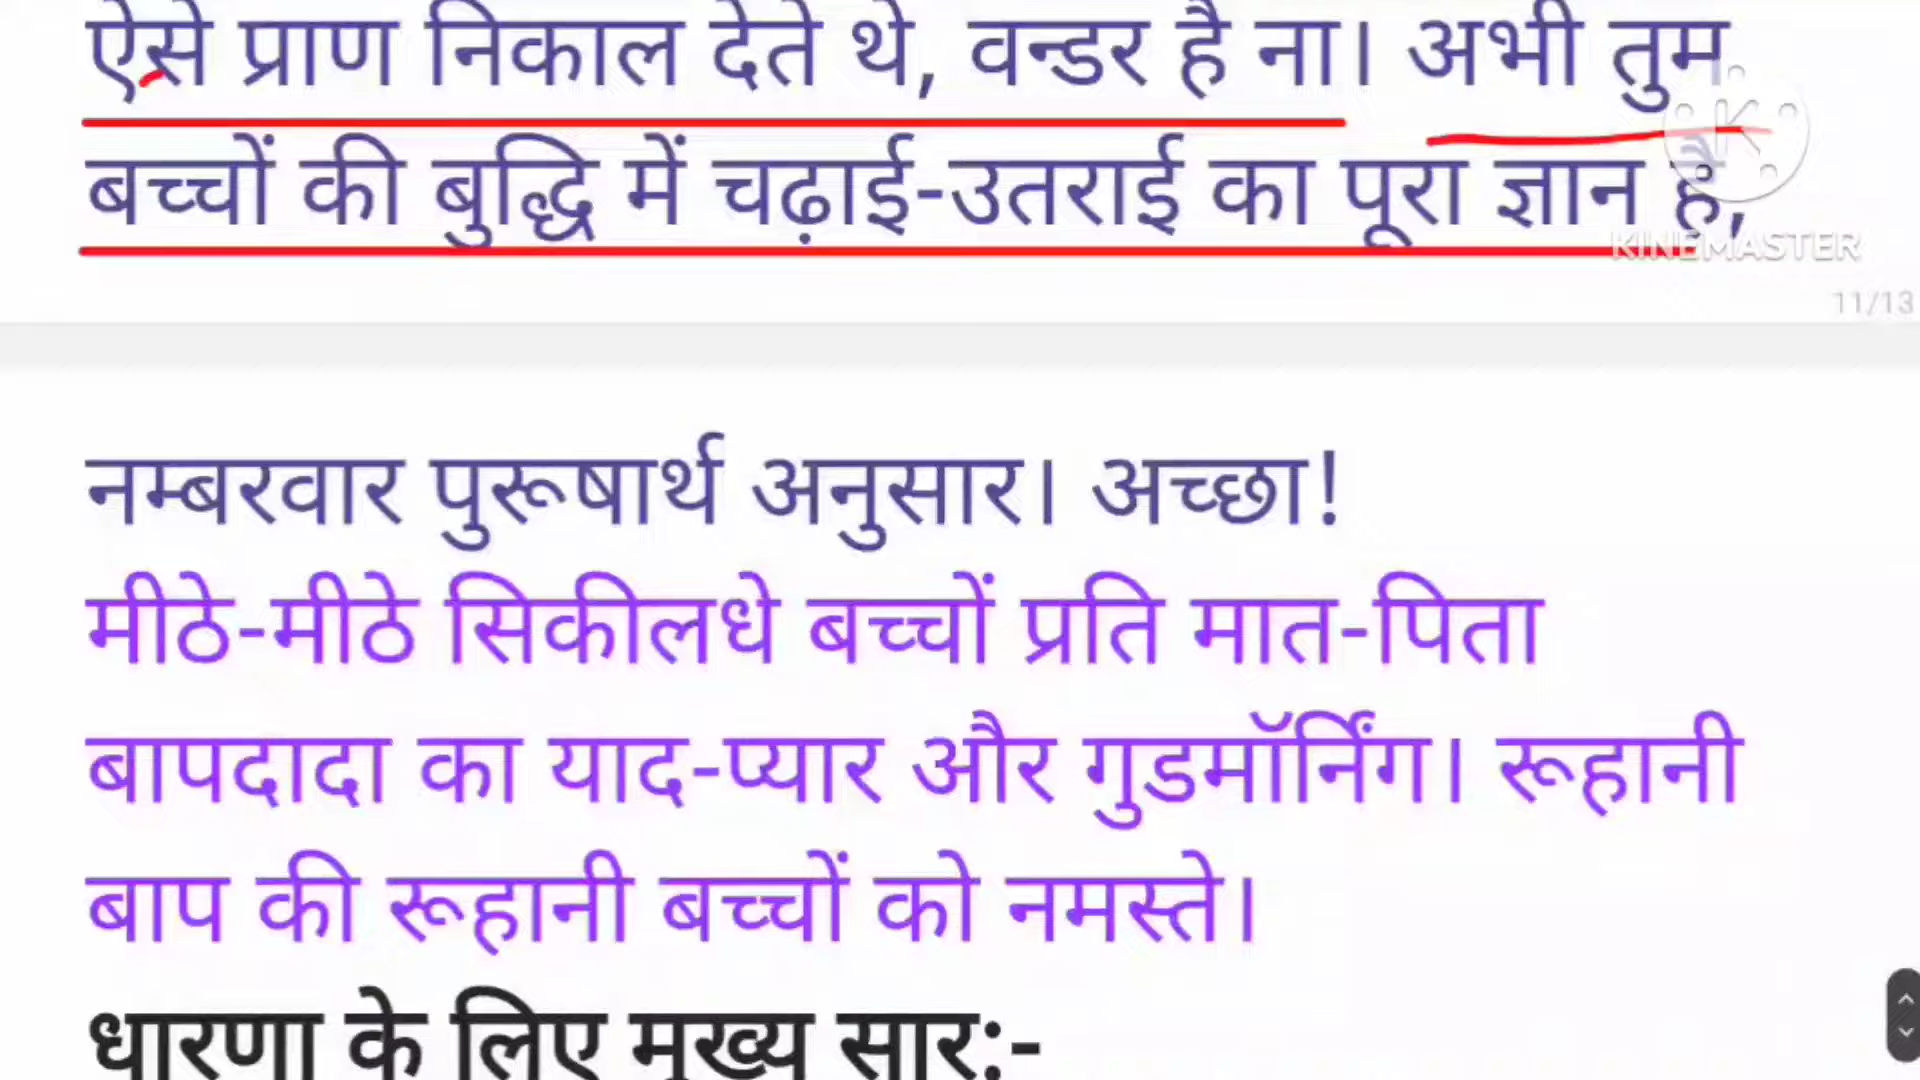 ऐसे प्राण निकाल देते थे, वन्डर है ना। अभी तुम
बच्चों की बुद्धि में चढ़ाई-उतराई का पूरा ज्ञान है,
KINEMASTER
11/13
नम्बरवार पुरूषार्थ अनुसार। अच्छा!
मीठे-मीठे सिकीलधे बच्चों प्रति मात-पिता
बापदादा का याद-प्यार और गुडमॉर्निंग। रूहानी
बाप की रूहानी बच्चों को नमस्ते।
धारणा के लिए मुख्य सार:-